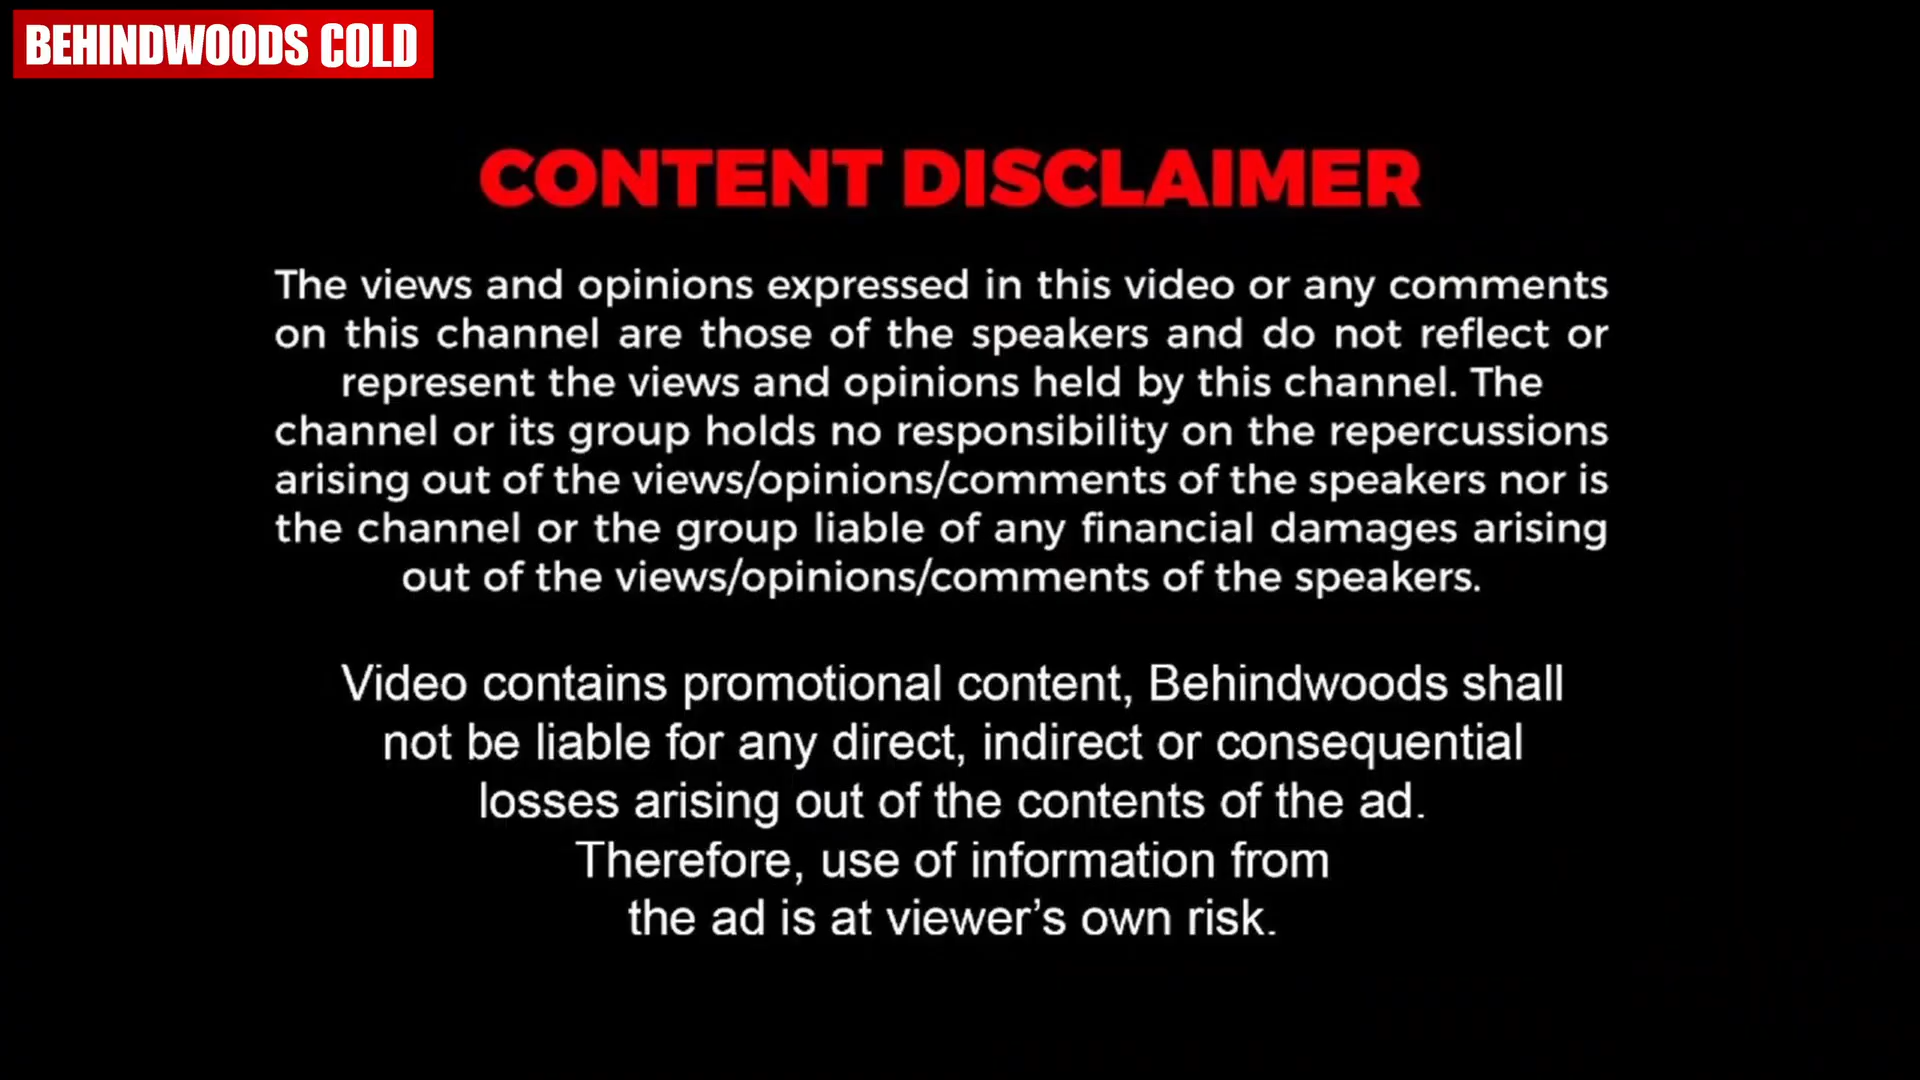 BEHINDWOODS COLD
CONTENT DISCLAIMER
The views and opinions expressed in this video or any comments
on this channel are those of the speakers and do not reflect or
represent the views and opinions held by this channel. The
channel or its group holds no responsibility on the repercussions
arising out of the views/opinions/comments of the speakers nor is
the channel or the group liable of any financial damages arising
out of the views/opinions/comments of the speakers.
Video contains promotional content, Behindwoods shall
not be liable for any direct, indirect or consequential
losses arising out of the contents of the ad.
Therefore, use of information from
the ad is at viewer’s own risk.